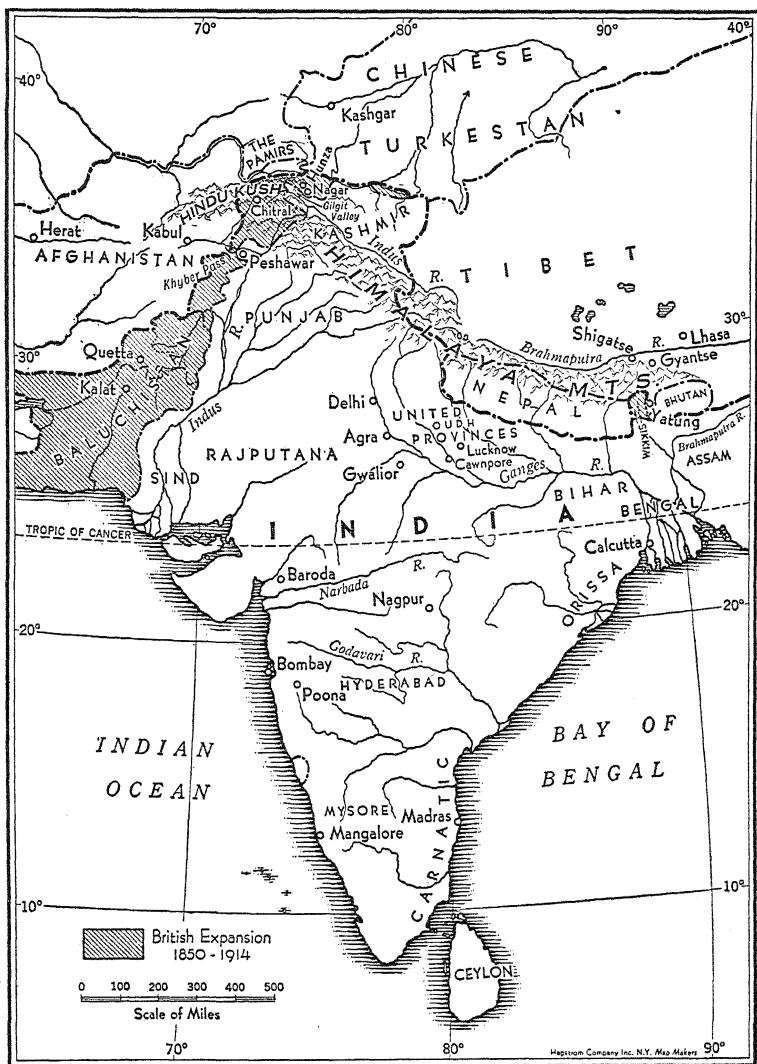 70°
80°
90°
40°
40°
CHINESE
TURKESTAN
Kashgar
THE
PAMIRS
Hunza
Nagar
HINDU KUSH
Chitral
Gilgit
Valley
KASHMIR
Herat
Kabul
AFGHANISTAN
Khyber Pass
Peshawar
Indus
R.
TIBET
HIMALAYA MTS
R.
PUNJAB
30°
30°
Quetta
Kalat
BALUCHISTAN
Indus
SIND
Shigatse
Lhasa
Brahmaputra
R.
Gyantse
NEPAL
BHUTAN
Yatung
SIKKIM
Brahmaputra R.
ASSAM
Delhi
Agra
UNITED
OUDH
PROVINCES
Lucknow
Cawnpore
RAJPUTANA
Gwalior
Ganges
R.
BIHAR
BENGAL
INDIA
TROPIC OF CANCER
Calcutta
Baroda
Narbada
R.
Nagpur
ORISSA
20°
20°
Bombay
Godavari
R.
HYDERABAD
Poona
INDIAN
OCEAN
BAY OF
BENGAL
MYSORE
Madras
Mangalore
CARNATIC
10°
10°
CEYLON
British Expansion
1850 - 1914
0 100 200 300 400 500
Scale of Miles
70°
80°
90°
Hagstrom Company Inc. N.Y. Map Makers